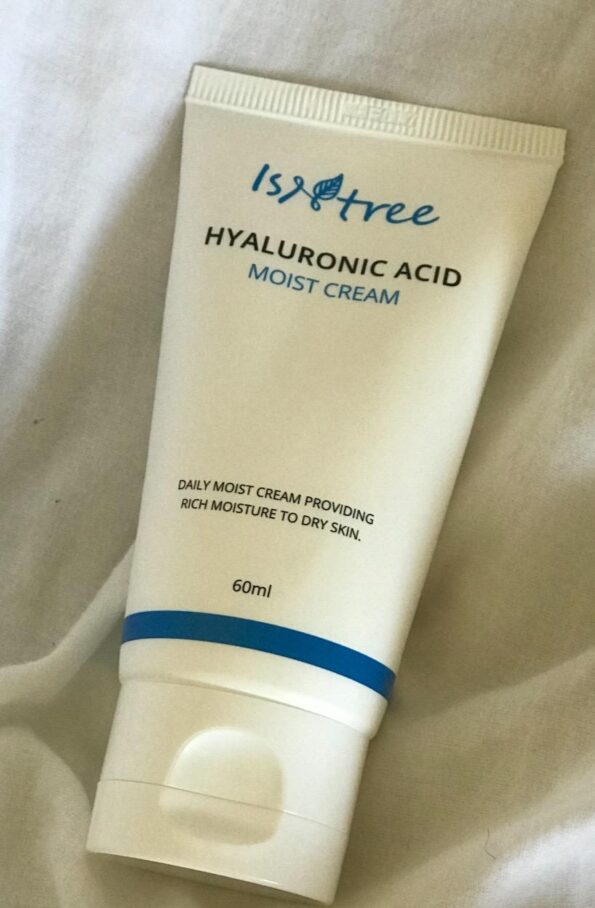 Isntree
HYALURONIC ACID
MOIST CREAM
DAILY MOIST CREAM PROVIDING
RICH MOISTURE TO DRY SKIN.
60ml